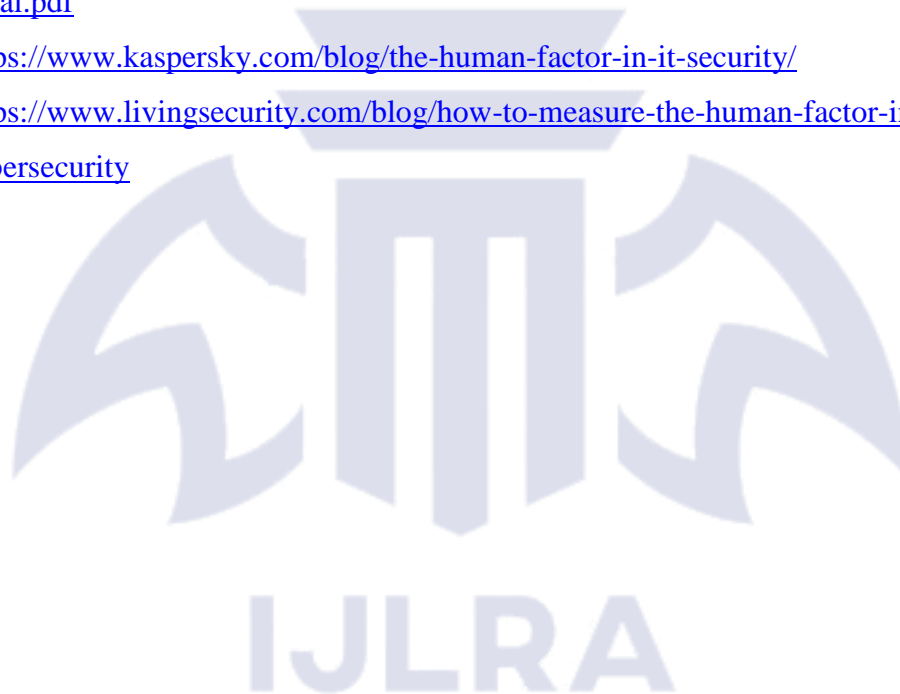 al.pdf
ps://www.kaspersky.com/blog/the-human-factor-in-it-security/
ps://www.livingsecurity.com/blog/how-to-measure-the-human-factor-i
persecurity
IJLRA